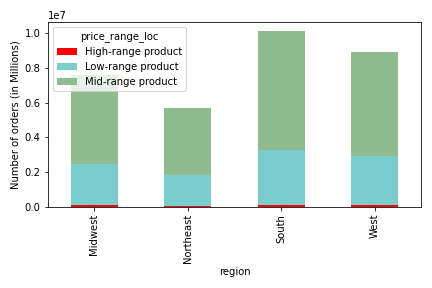 1e7
price_range_loc
High-range product
Low-range product
Mid-range product
Number of orders (in Millions)
1.0
0.8
0.6
0.4
0.2
0.0
Midwest
Northeast
South
West
region